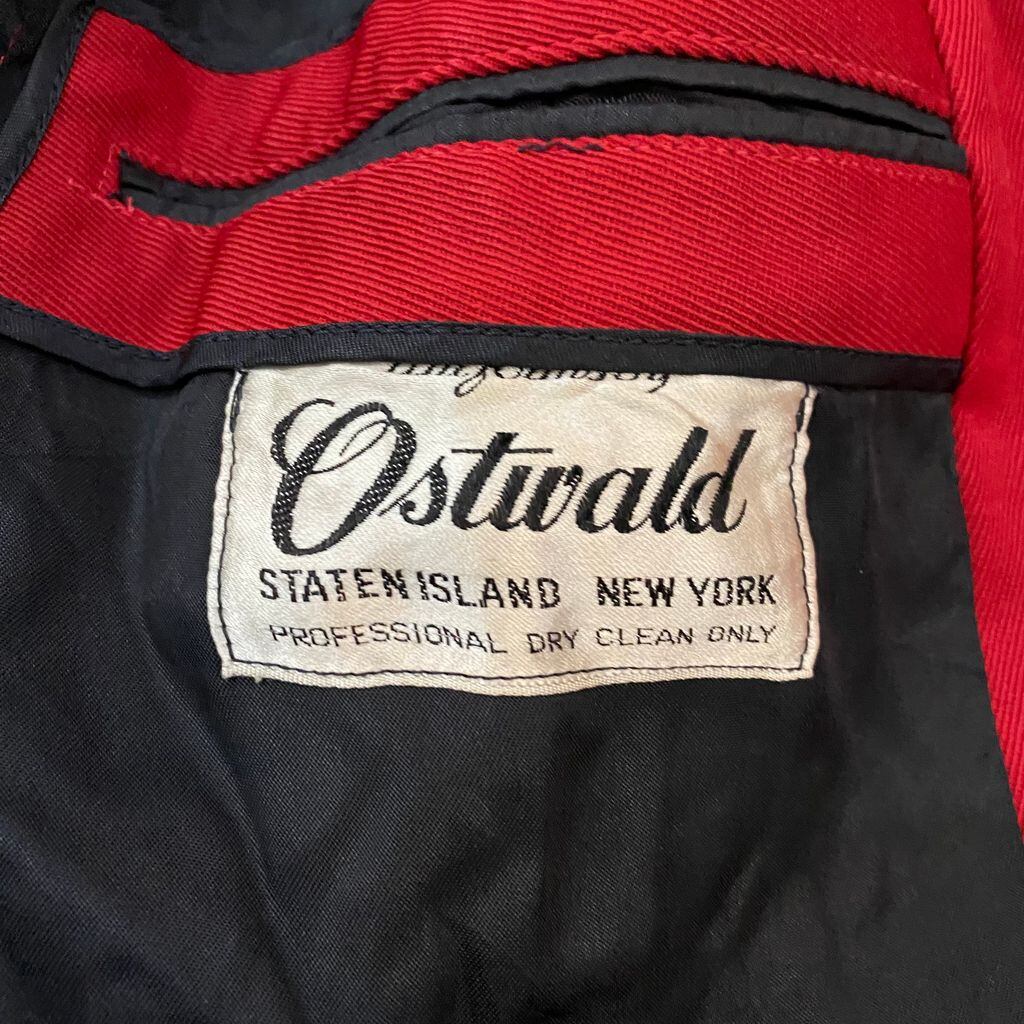 Ostwald
STATEN ISLAND NEW YORK
PROFESSIONAL DRY CLEAN ONLY